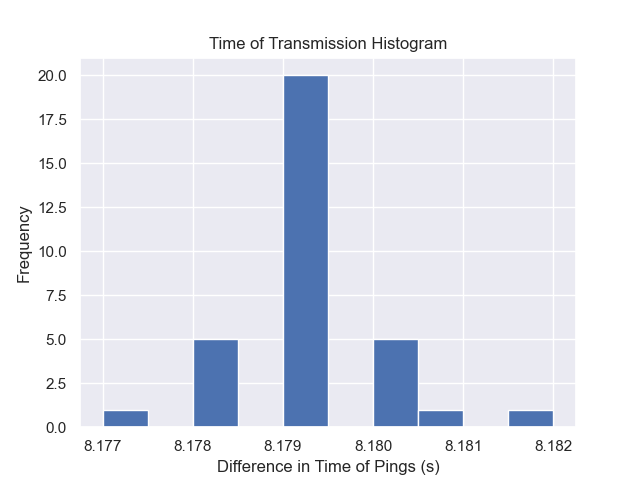 Time of Transmission Histogram
20.0
17.5
15.0
12.5
10.0
7.5
5.0
2.5
0.0
Frequency
8.177 8.178 8.179 8.180 8.181 8.182
Difference in Time of Pings (s)